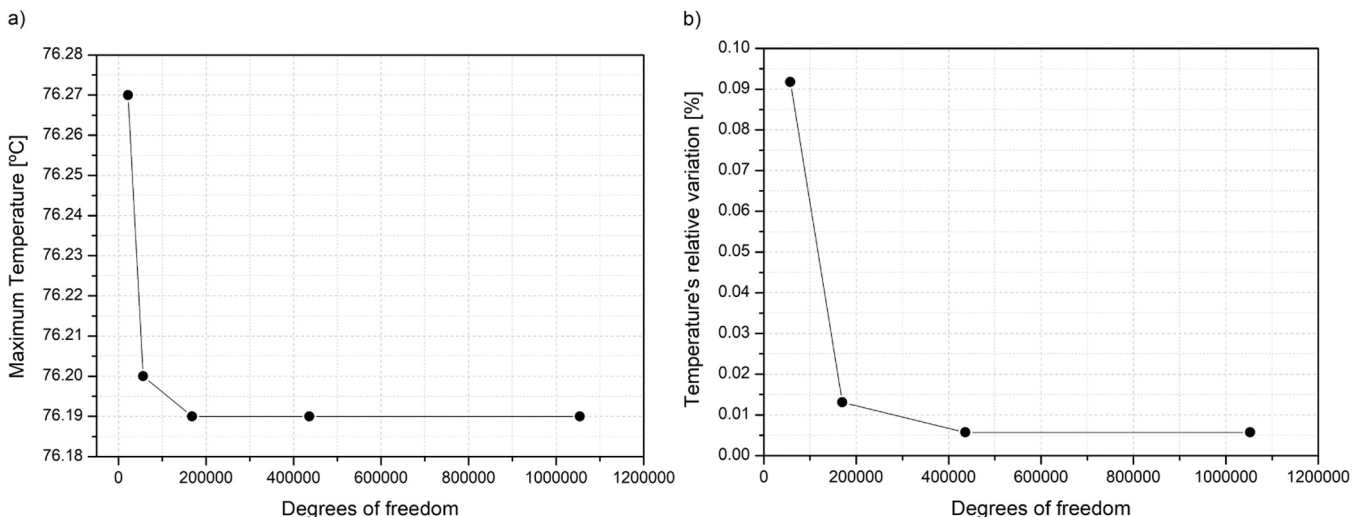 a)
76.28
76.27
76.26
76.25
76.24
76.23
76.22
76.21
76.20
76.19
76.18
Maximum Temperature [ºC]
0 200000 400000 600000 800000 1000000 1200000
Degrees of freedom
b)
0.10
0.09
0.08
0.07
0.06
0.05
0.04
0.03
0.02
0.01
0.00
Temperature's relative variation [%]
0 200000 400000 600000 800000 1000000 1200000
Degrees of freedom